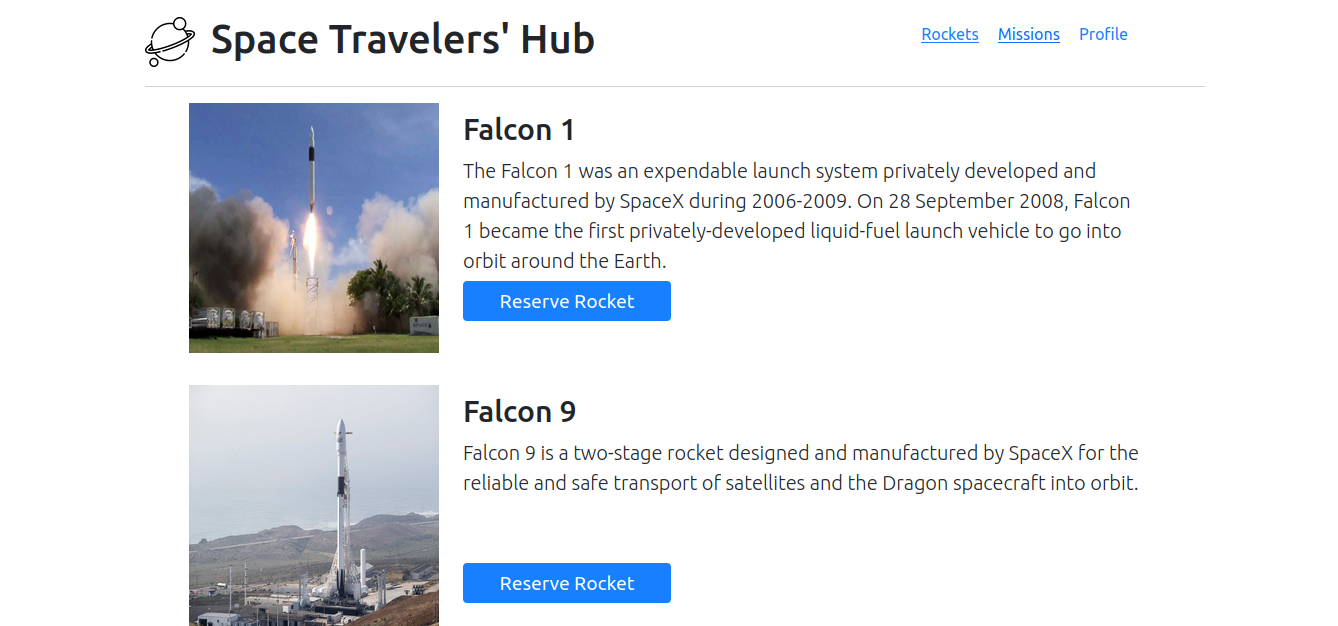 Space Travelers' Hub
Rockets Missions Profile
Falcon 1
The Falcon 1 was an expendable launch system privately developed and
manufactured by SpaceX during 2006-2009. On 28 September 2008, Falcon
1 became the first privately-developed liquid-fuel launch vehicle to go into
orbit around the Earth.
Reserve Rocket
Falcon 9
Falcon 9 is a two-stage rocket designed and manufactured by SpaceX for the
reliable and safe transport of satellites and the Dragon spacecraft into orbit.
Reserve Rocket